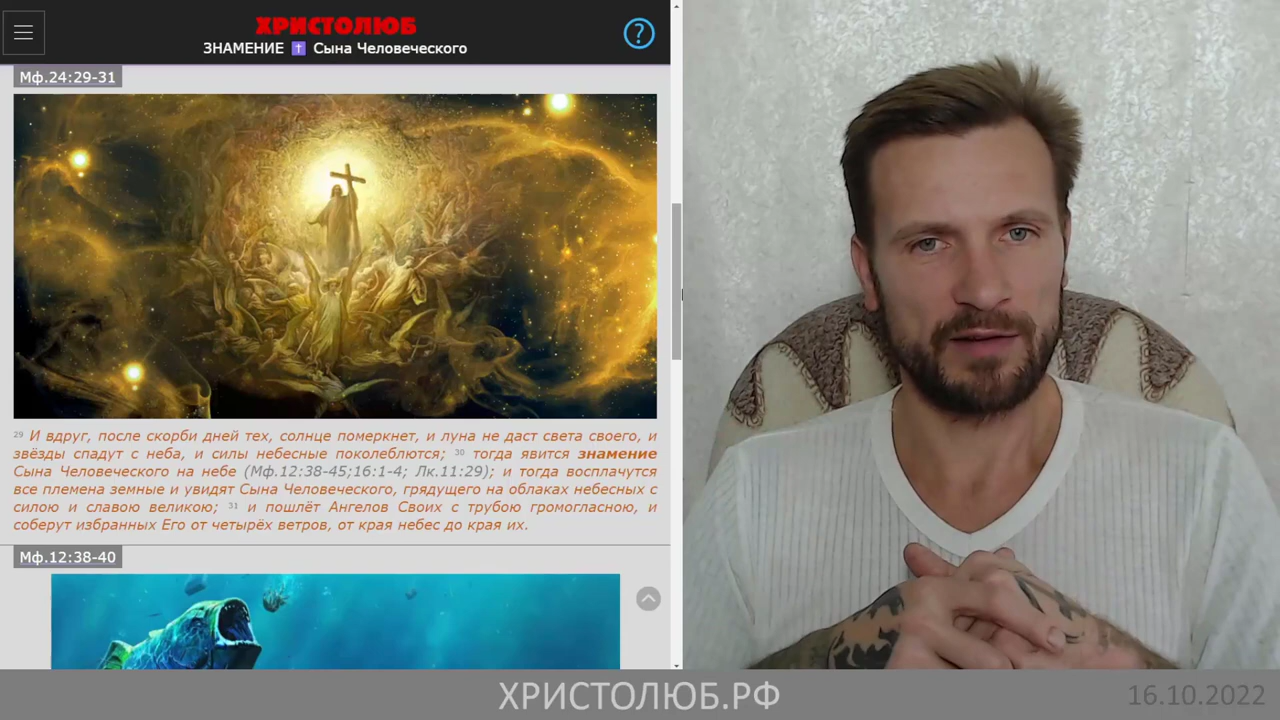 ХРИСТОЛЮБ
ЗНАМЕНИЕ ✝ Сына Человеческого
?
Мф.24:29-31
29 И вдруг, после скорби дней тех, солнце померкнет, и луна не даст света своего, и
звёзды спадут с неба, и силы небесные поколеблются; 30 тогда явится знамение
Сына Человеческого на небе (Мф.12:38-45;16:1-4; Лк.11:29); и тогда восплачутся
все племена земные и увидят Сына Человеческого, грядущего на облаках небесных с
силою и славою великою; 31 и пошлёт Ангелов Своих с трубою громогласною, и
соберут избранных Его от четырёх ветров, от края небес до края их.
Мф.12:38-40
ХРИСТОЛЮБ.РФ
16.10.2022